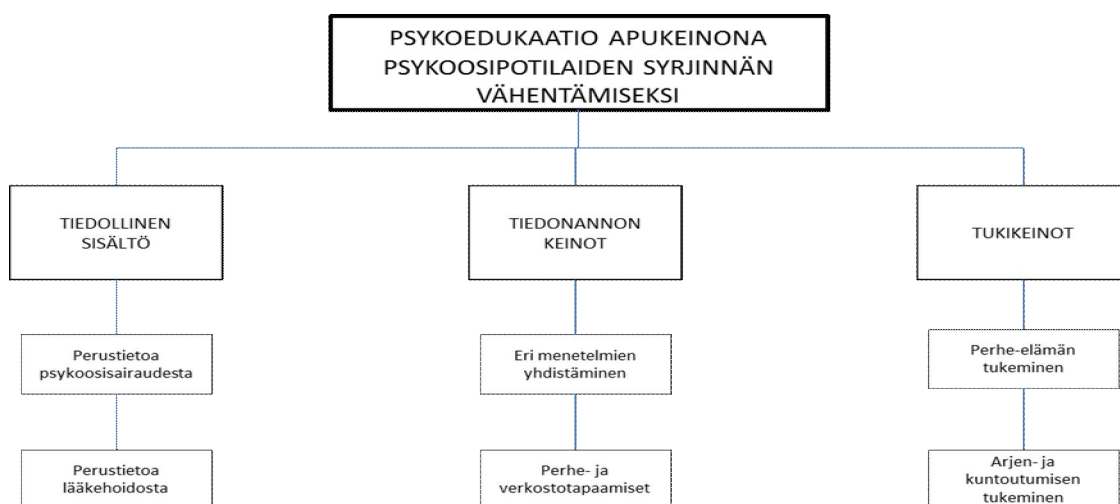 PSYKOEDUKAATIO APUKEINONA
PSYKOOSIPOTILAIDEN SYRJINNÄN
VÄHENTÄMISEKSI
TIEDOLLINEN
SISÄLTÖ
TIEDONANNON
KEINOT
TUKIKEINOT
Perustietoa
psykoosisairaudesta
Eri menetelmien
yhdistäminen
Perhe-elämän
tukeminen
Perustietoa
lääkehoidosta
Perhe- ja
verkostotapaamiset
Arjen- ja
kuntoutumisen
tukeminen